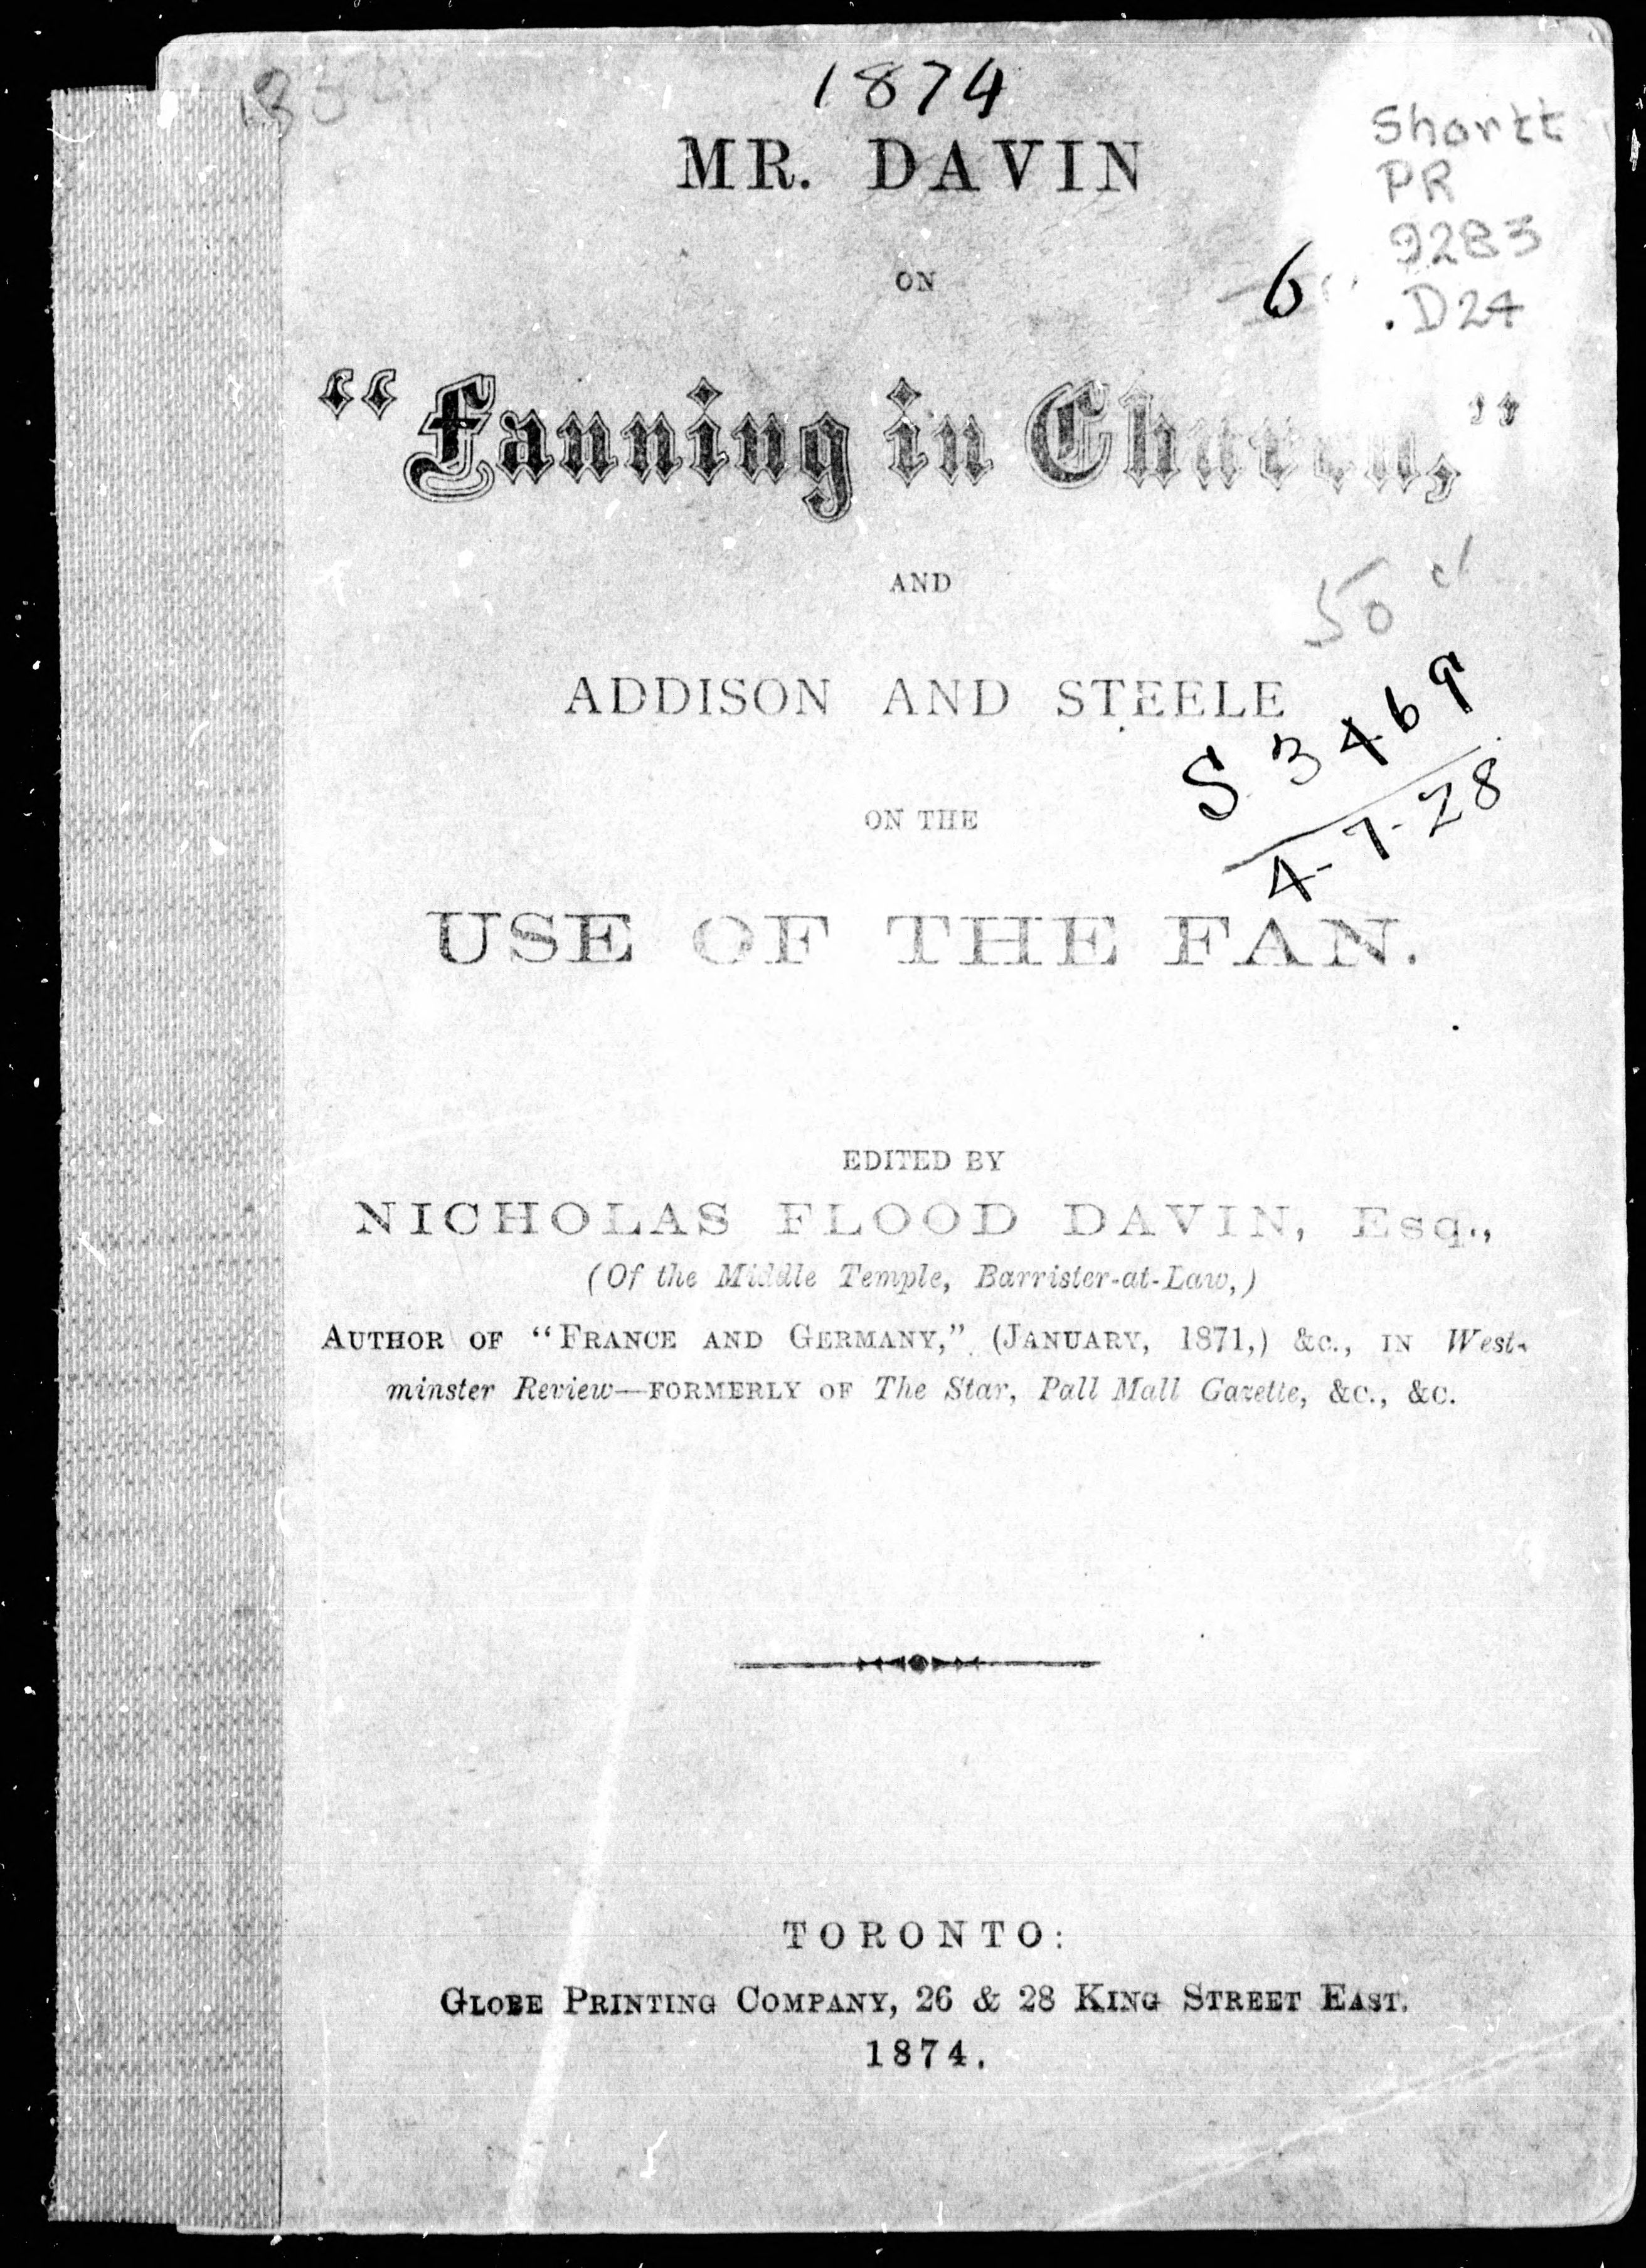 1874
Shortt
PR
9283
.D24
MR. DAVIN
ON
6
“Fanning in Church,”
AND
50
ADDISON AND STEELE
S 3469
4-7-28
ON THE
USE OF THE FAN.
EDITED BY
NICHOLAS FLOOD DAVIN, Esq.,
(Of the Middle Temple, Barrister-at-Law,)
AUTHOR OF “FRANCE AND GERMANY,” (JANUARY, 1871,) &c., IN West-
minster Review—FORMERLY OF The Star, Pall Mall Gazette, &c., &c.
TORONTO:
GLOBE PRINTING COMPANY, 26 & 28 KING STREET EAST.
1874.